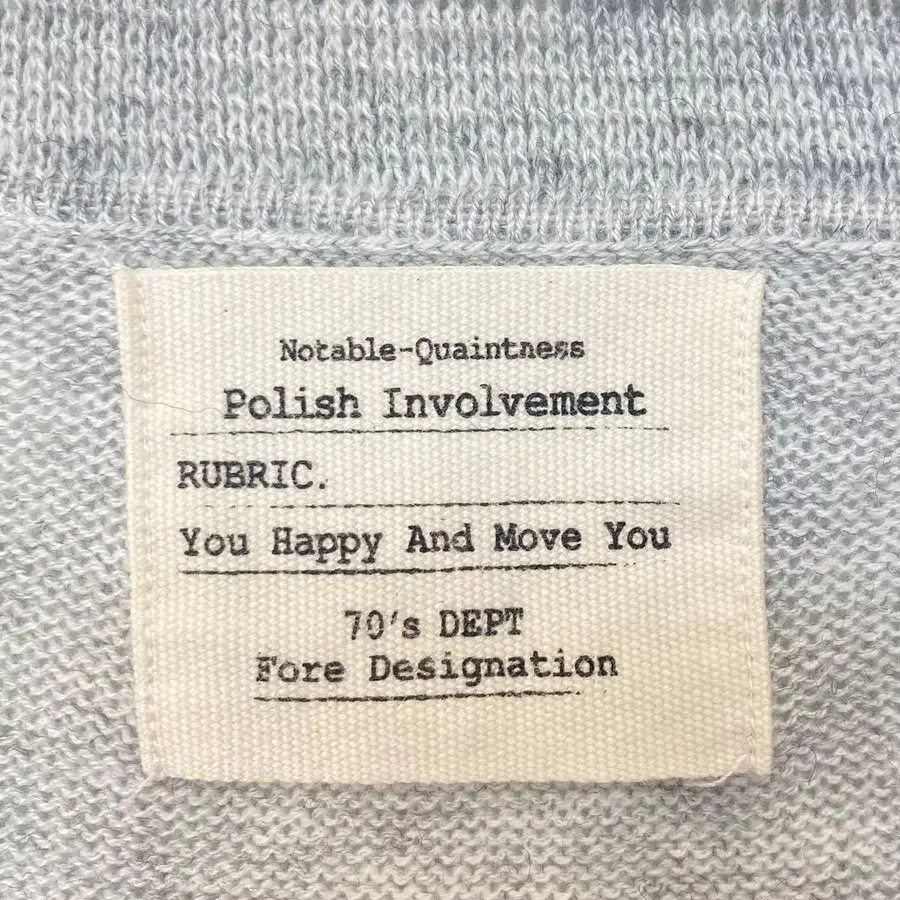 Notable-Quaintness
Polish Involvement
RUBRIC.
You Happy And Move You
70's DEPT
Fore Designation